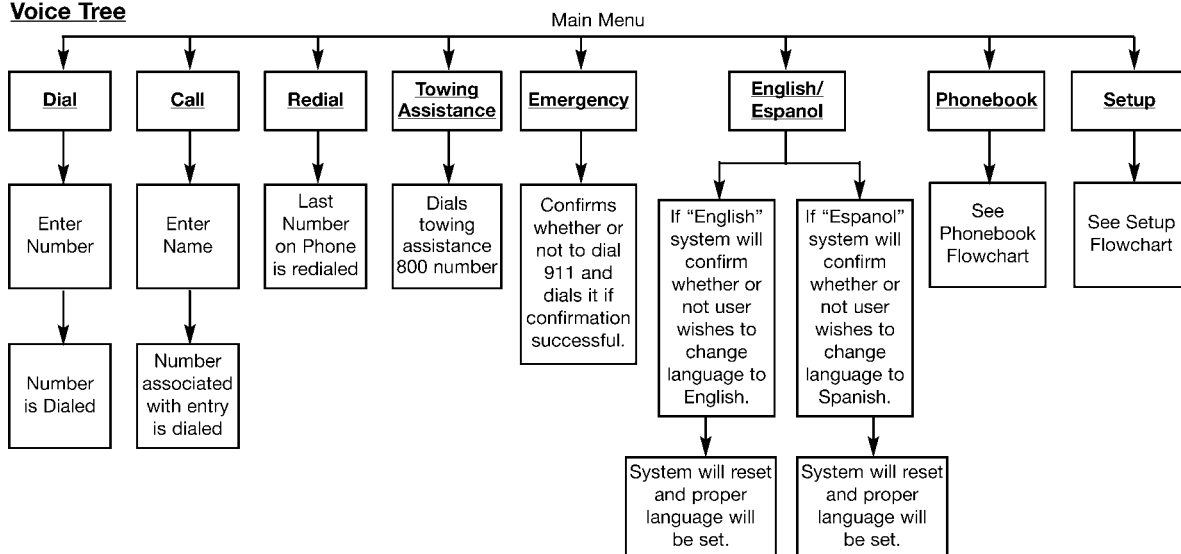 Voice Tree
Main Menu
Dial
Call
Redial
Towing
Assistance
Emergency
English/
Espanol
Phonebook
Setup
Enter
Number
Enter
Name
Last
Number
on Phone
is redialed
Dials
towing
assistance
800 number
Confirms
whether or
not to dial
911 and
dials it if
confirmation
successful.
If “English”
system will
confirm
whether or
not user
wishes to
change
language to
English.
If “Espanol”
system will
confirm
whether or
not user
wishes to
change
language to
Spanish.
See
Phonebook
Flowchart
See Setup
Flowchart
Number
is Dialed
Number
associated
with entry
is dialed
System will reset
and proper
language will
be set.
System will reset
and proper
language will
be set.